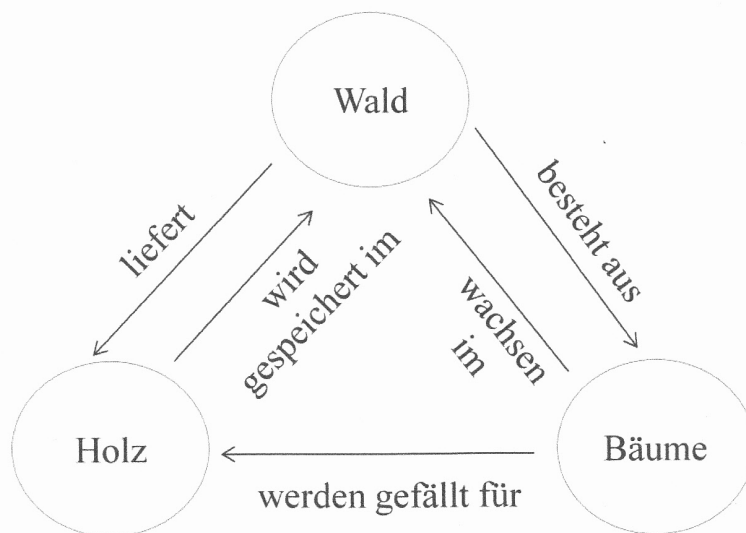 Wald
liefert
wird
gespeichert im
wachsen
im
besteht aus
Holz
Bäume
werden gefällt für